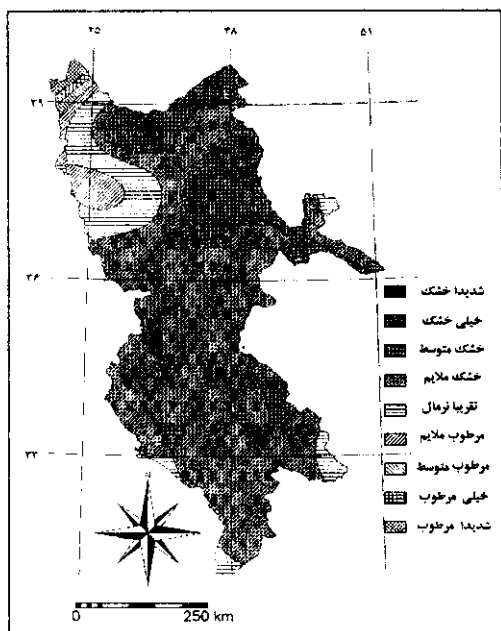 ۴۵ ۴۸ ۵۱
۳۹
۳۶
۳۳
شدیدا خشک
خیلی خشک
خشک متوسط
خشک ملایم
تقریبا نرمال
مرطوب ملایم
مرطوب متوسط
خیلی مرطوب
شدیدا مرطوب
0 250 km